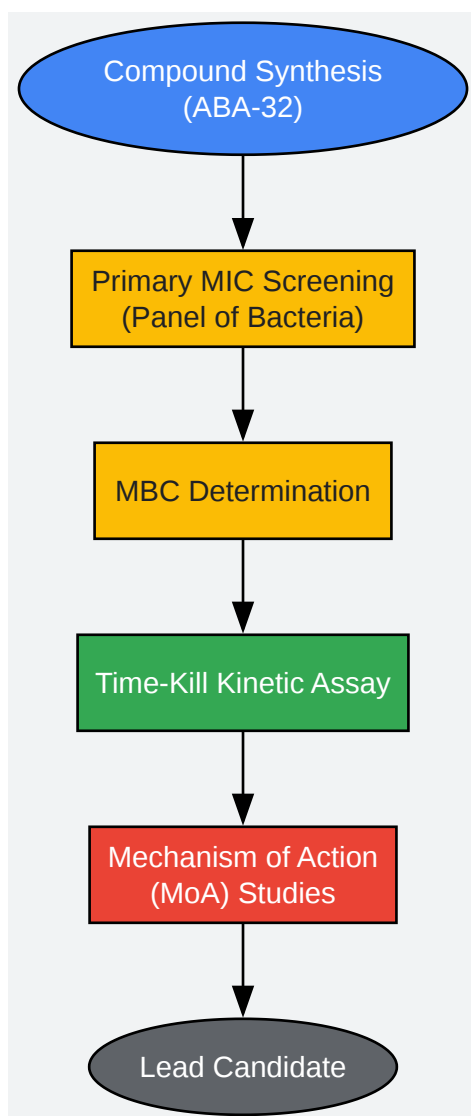 Compound Synthesis
(ABA-32)
Primary MIC Screening
(Panel of Bacteria)
MBC Determination
Time-Kill Kinetic Assay
Mechanism of Action
(MoA) Studies
Lead Candidate